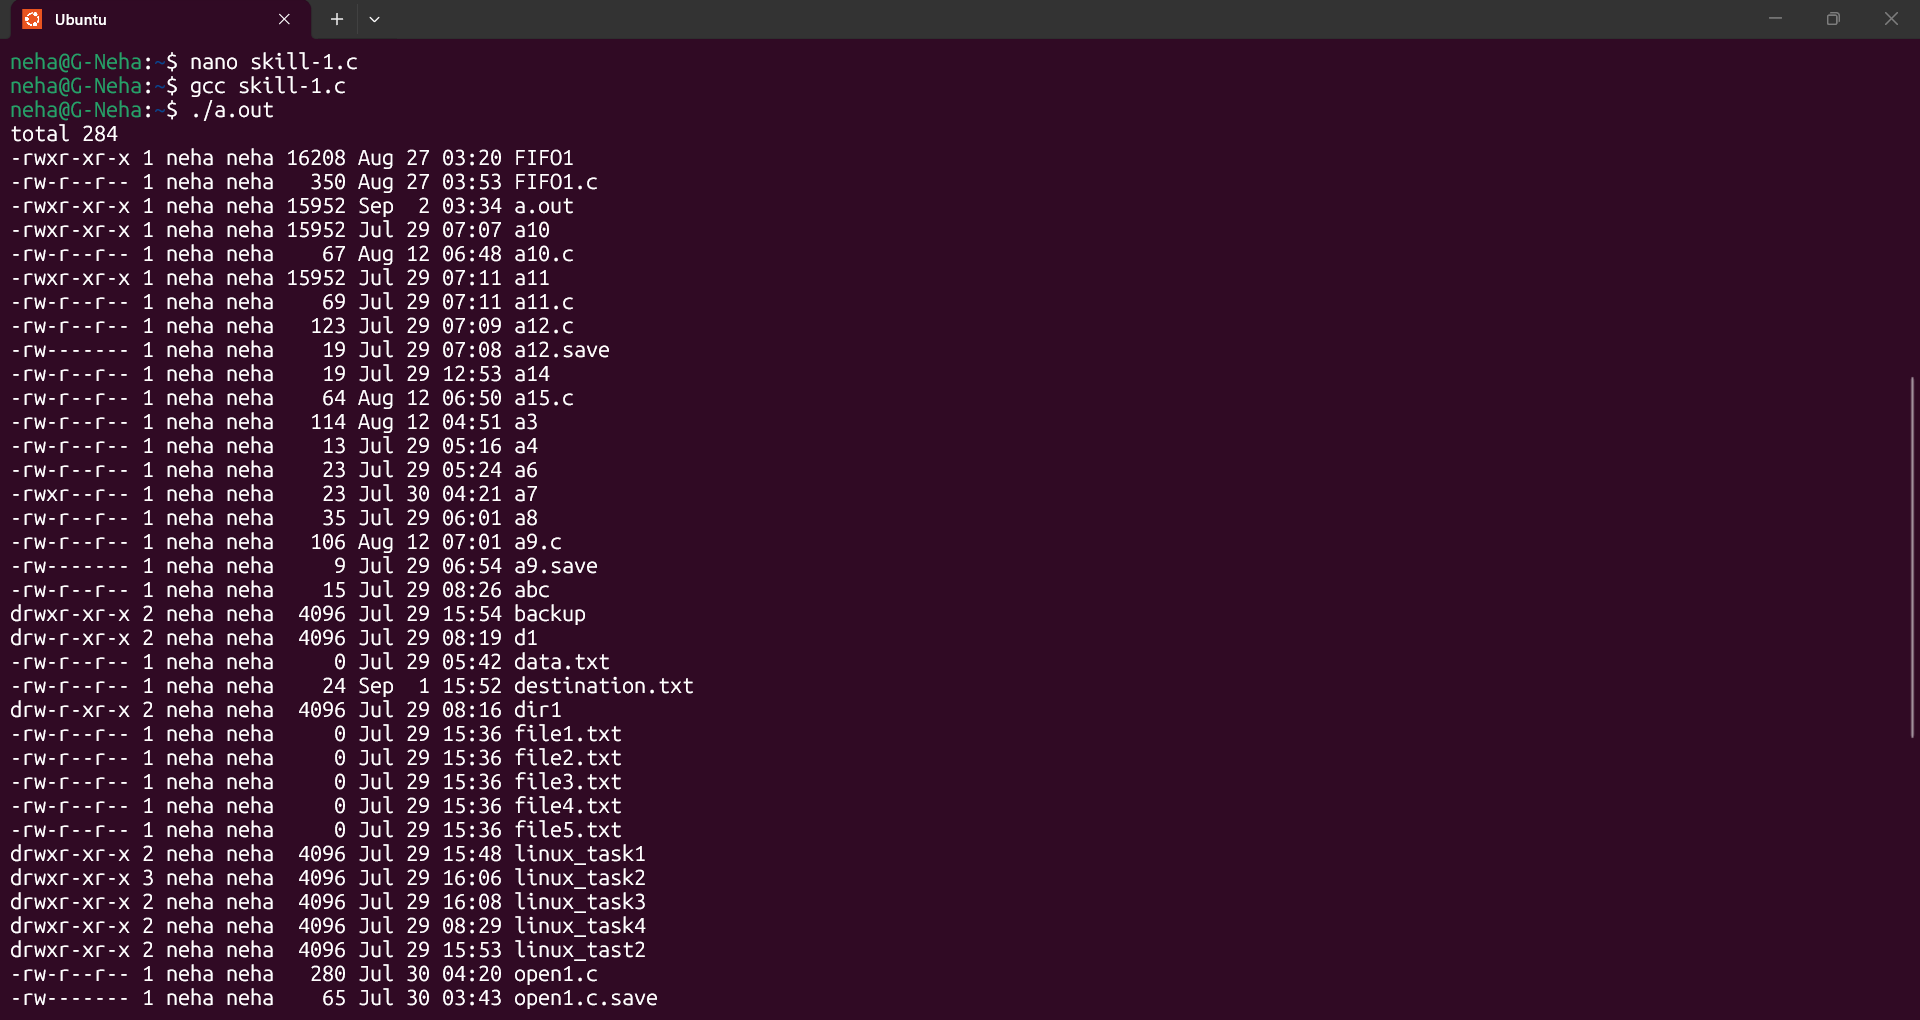 Ubuntu
neha@G-Neha:~$ nano skill-1.c
neha@G-Neha:~$ gcc skill-1.c
neha@G-Neha:~$ ./a.out
total 284
-rwxr-xr-x 1 neha neha 16208 Aug 27 03:20 FIFO1
-rw-r--r-- 1 neha neha   350 Aug 27 03:53 FIFO1.c
-rwxr-xr-x 1 neha neha 15952 Sep  2 03:34 a.out
-rwxr-xr-x 1 neha neha 15952 Jul 29 07:07 a10
-rw-r--r-- 1 neha neha    67 Aug 12 06:48 a10.c
-rwxr-xr-x 1 neha neha 15952 Jul 29 07:11 a11
-rw-r--r-- 1 neha neha    69 Jul 29 07:11 a11.c
-rw-r--r-- 1 neha neha   123 Jul 29 07:09 a12.c
-rw------- 1 neha neha    19 Jul 29 07:08 a12.save
-rw-r--r-- 1 neha neha    19 Jul 29 12:53 a14
-rw-r--r-- 1 neha neha    64 Aug 12 06:50 a15.c
-rw-r--r-- 1 neha neha   114 Aug 12 04:51 a3
-rw-r--r-- 1 neha neha    13 Jul 29 05:16 a4
-rw-r--r-- 1 neha neha    23 Jul 29 05:24 a6
-rwxr--r-- 1 neha neha    23 Jul 30 04:21 a7
-rw-r--r-- 1 neha neha    35 Jul 29 06:01 a8
-rw-r--r-- 1 neha neha   106 Aug 12 07:01 a9.c
-rw------- 1 neha neha     9 Jul 29 06:54 a9.save
-rw-r--r-- 1 neha neha    15 Jul 29 08:26 abc
drwxr-xr-x 2 neha neha  4096 Jul 29 15:54 backup
drw-r-xr-x 2 neha neha  4096 Jul 29 08:19 d1
-rw-r--r-- 1 neha neha     0 Jul 29 05:42 data.txt
-rw-r--r-- 1 neha neha    24 Sep  1 15:52 destination.txt
drw-r-xr-x 2 neha neha  4096 Jul 29 08:16 dir1
-rw-r--r-- 1 neha neha     0 Jul 29 15:36 file1.txt
-rw-r--r-- 1 neha neha     0 Jul 29 15:36 file2.txt
-rw-r--r-- 1 neha neha     0 Jul 29 15:36 file3.txt
-rw-r--r-- 1 neha neha     0 Jul 29 15:36 file4.txt
-rw-r--r-- 1 neha neha     0 Jul 29 15:36 file5.txt
drwxr-xr-x 2 neha neha  4096 Jul 29 15:48 linux_task1
drwxr-xr-x 3 neha neha  4096 Jul 29 16:06 linux_task2
drwxr-xr-x 2 neha neha  4096 Jul 29 16:08 linux_task3
drwxr-xr-x 2 neha neha  4096 Jul 29 08:29 linux_task4
drwxr-xr-x 2 neha neha  4096 Jul 29 15:53 linux_tast2
-rw-r--r-- 1 neha neha   280 Jul 30 04:20 open1.c
-rw------- 1 neha neha    65 Jul 30 03:43 open1.c.save